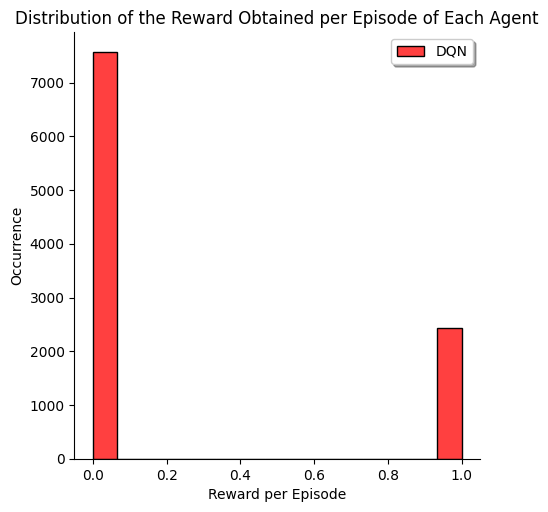 Distribution of the Reward Obtained per Episode of Each Agent
DQN
7000
6000
5000
4000
3000
2000
1000
0
Occurrence
0.0 0.2 0.4 0.6 0.8 1.0
Reward per Episode